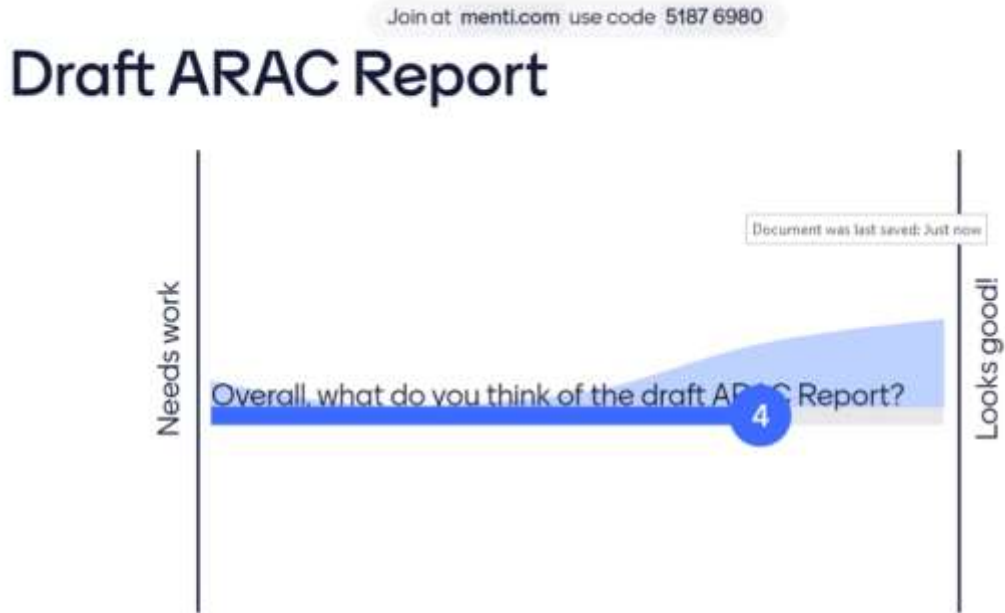 Join at menti.com use code 5187 6980
Draft ARAC Report
Document was last saved: Just now
Needs work
Looks good!
Overall, what do you think of the draft ARAC Report?
4